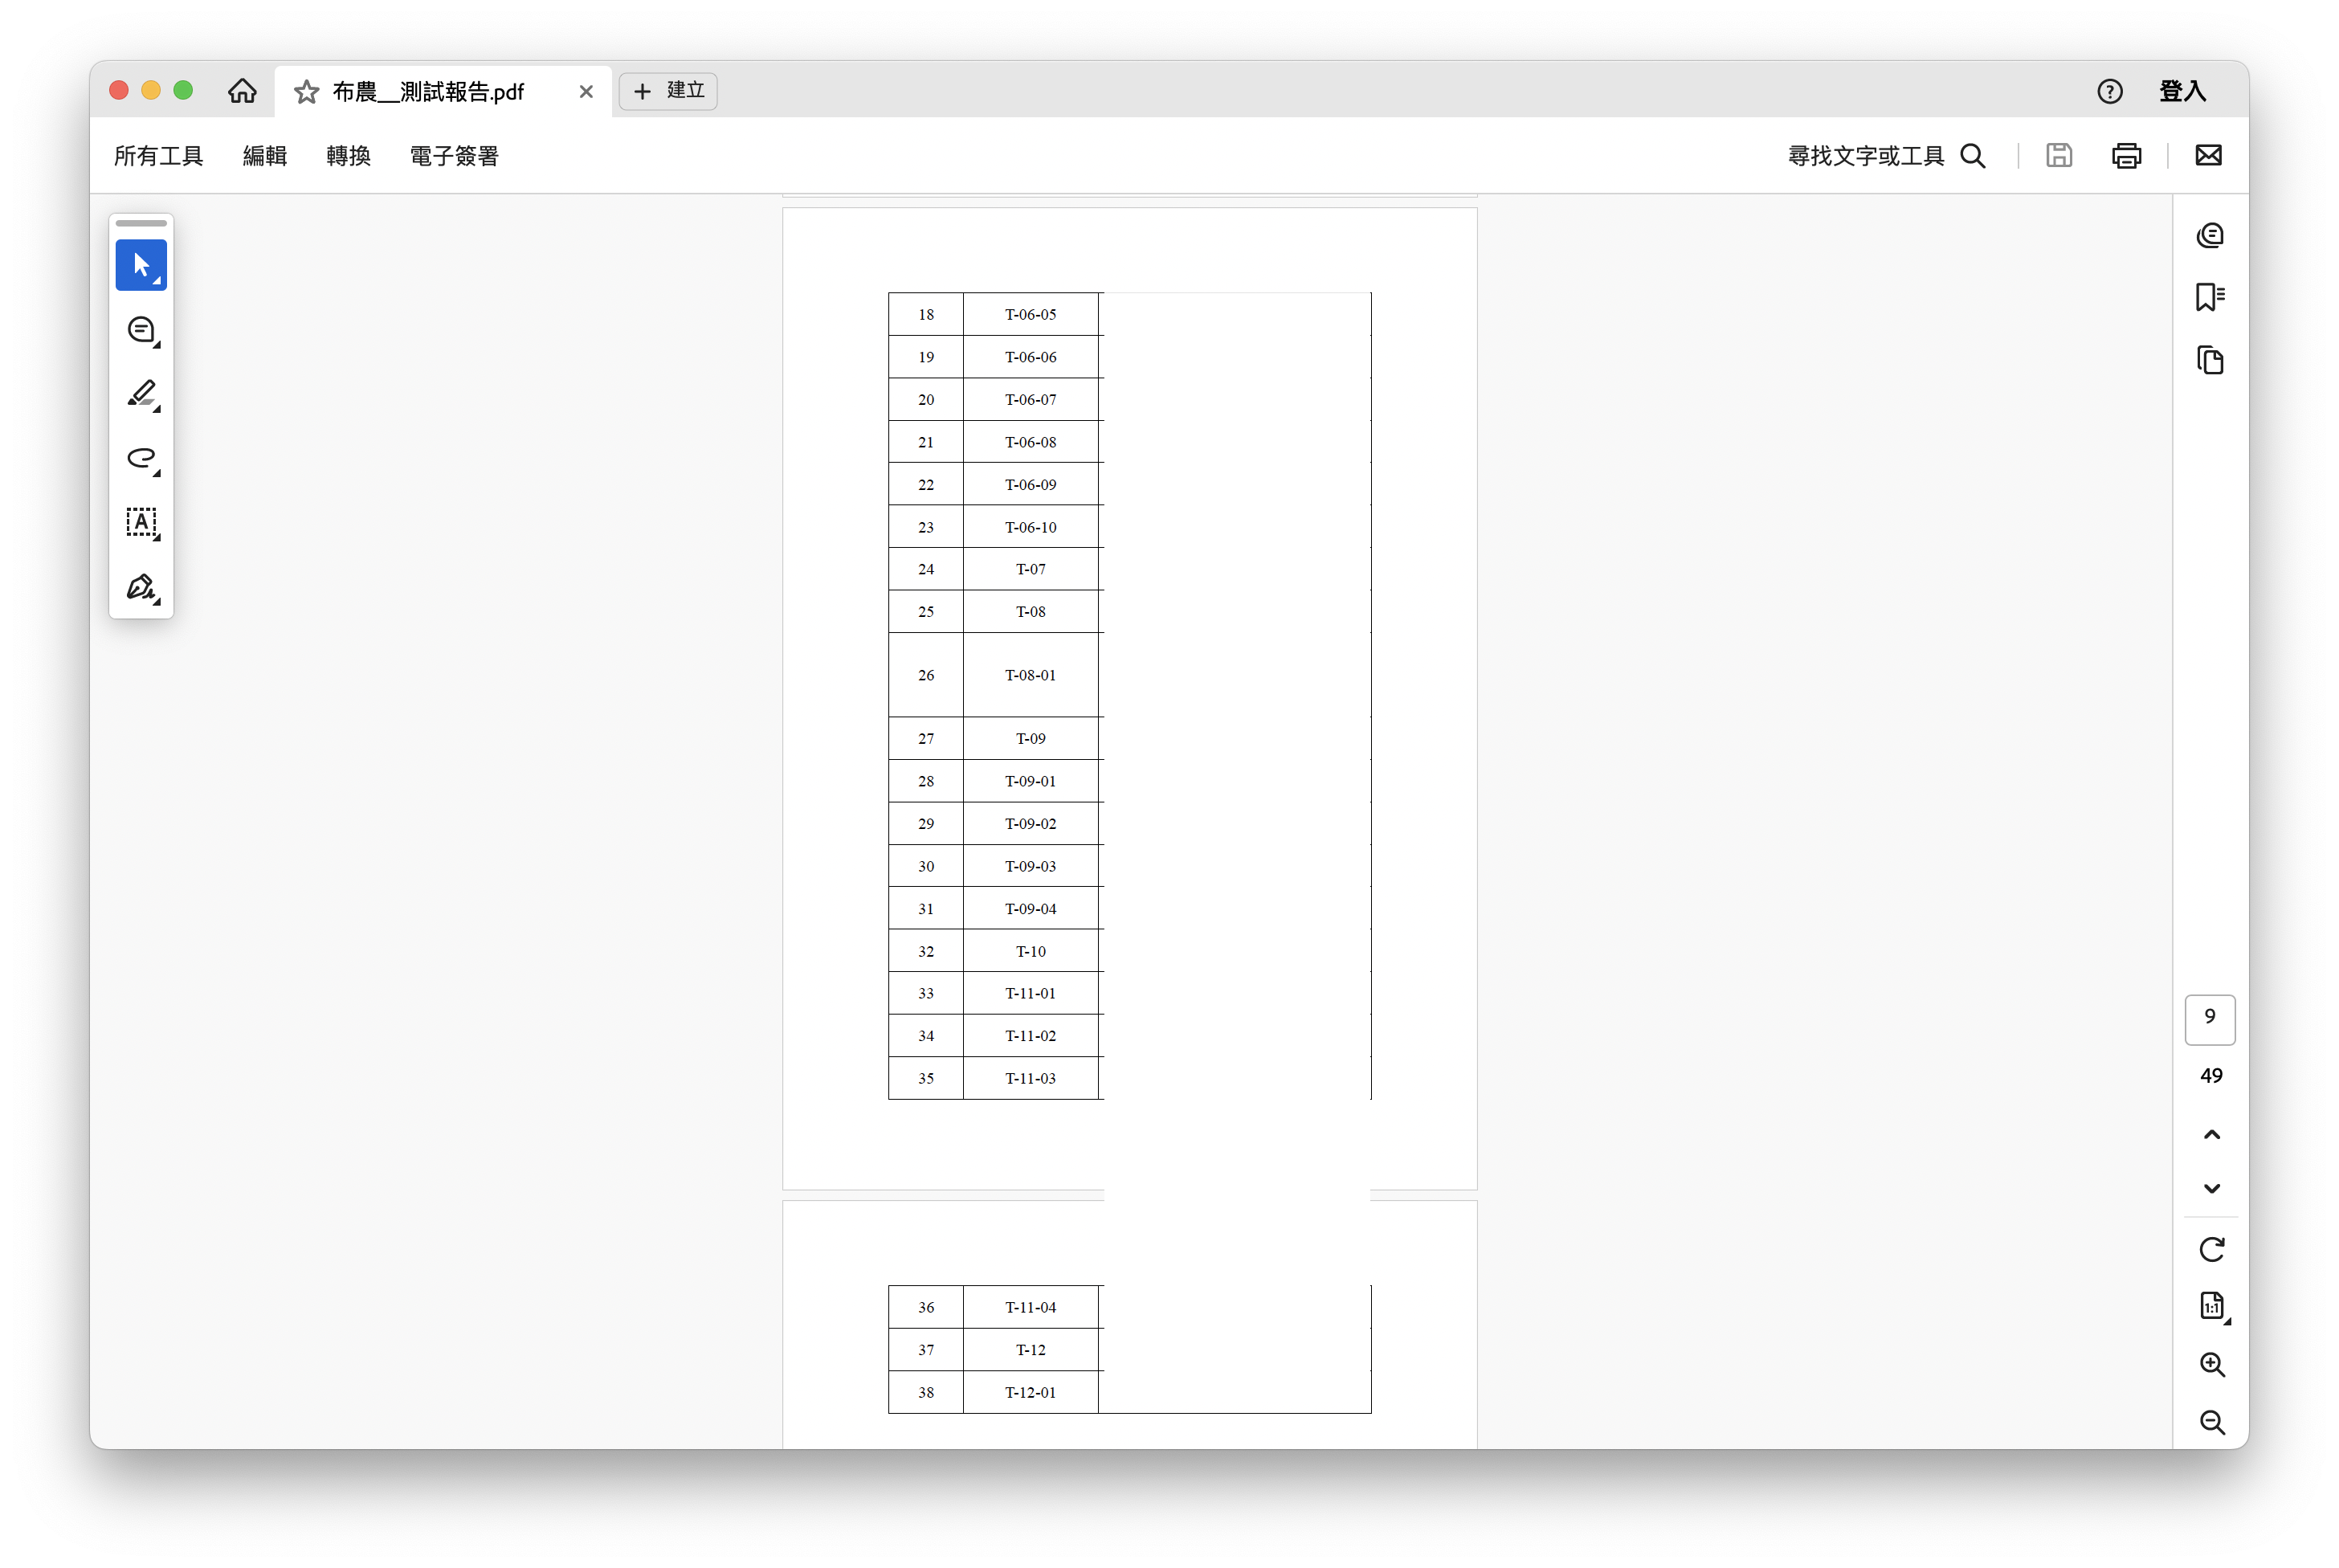 布農__測試報告.pdf
建立
登入
所有工具 編輯 轉換 電子簽署
尋找文字或工具
18 T-06-05
19 T-06-06
20 T-06-07
21 T-06-08
22 T-06-09
23 T-06-10
24 T-07
25 T-08
26 T-08-01
27 T-09
28 T-09-01
29 T-09-02
30 T-09-03
31 T-09-04
32 T-10
33 T-11-01
34 T-11-02
35 T-11-03
36 T-11-04
37 T-12
38 T-12-01
9
49
1:1